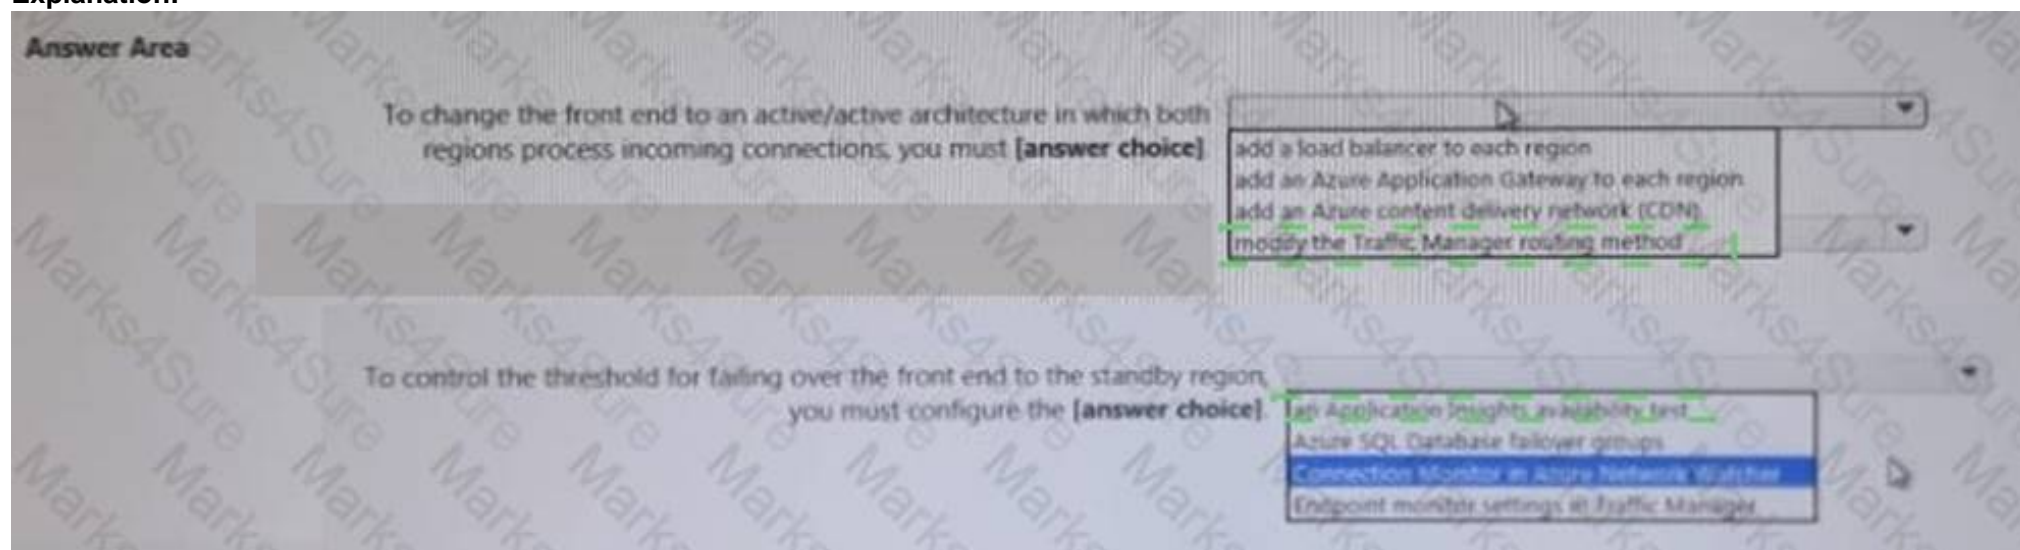 Explanation:
Answer Area
To change the front end to an active/active architecture in which both
regions process incoming connections, you must [answer choice]
add a load balancer to each region
add an Azure Application Gateway to each region
add an Azure content delivery network (CDN)
modify the Traffic Manager routing method
To control the threshold for failing over the front end to the standby region,
you must configure the [answer choice].
an Application Insights availability test
Azure SQL Database failover groups
Connection Monitor in Azure Network Watcher
Endpoint monitor settings in Traffic Manager
Marks4Sure